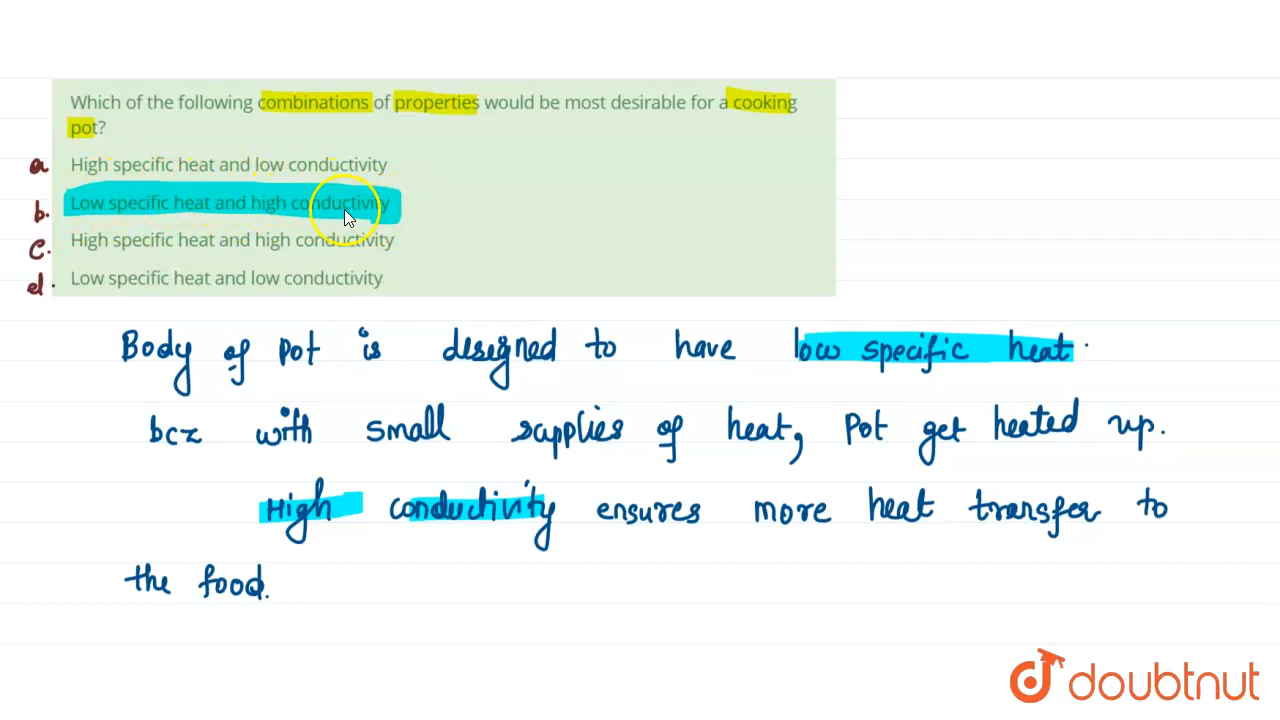 Which of the following combinations of properties would be most desirable for a cooking
pot?
a High specific heat and low conductivity
b. Low specific heat and high conductivity
c. High specific heat and high conductivity
d. Low specific heat and low conductivity
Body of pot is designed to have low specific heat.
bcz with small supplies of heat, Pot get heated up.
High conductivity ensures more heat transfer to
the food.
doubtnut